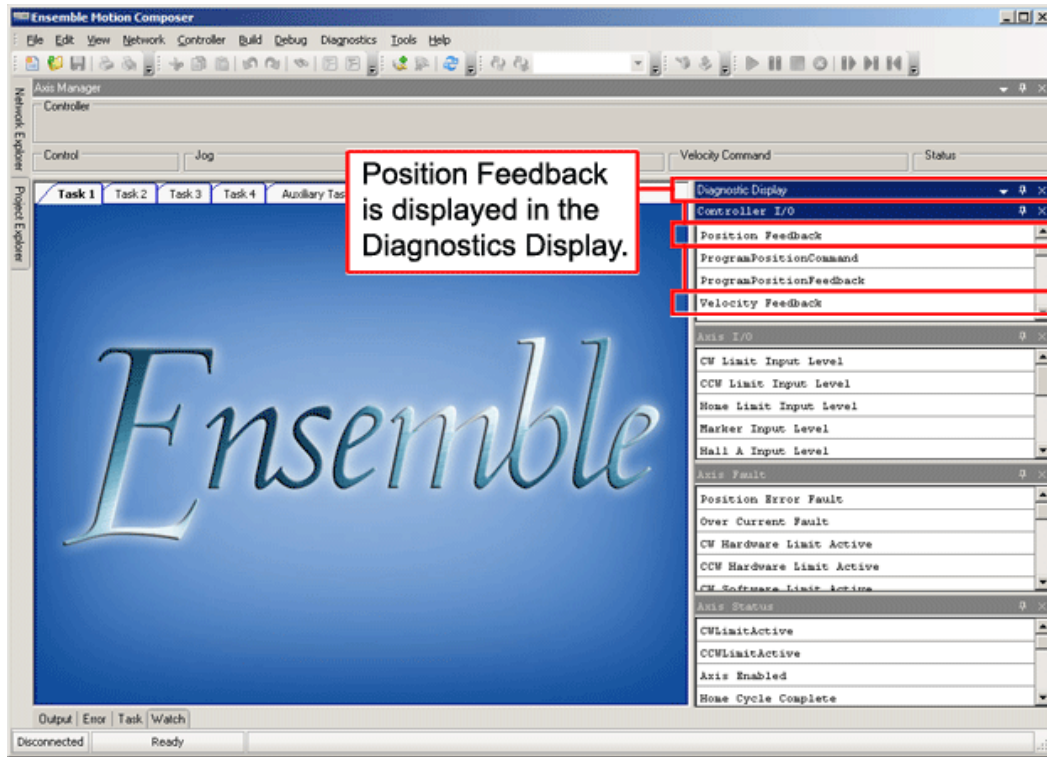 Ensemble Motion Composer
File Edit View Network Controller Build Debug Diagnostics Tools Help
Axis Manager
Controller
Control Jog Velocity Command Status
Network Explorer
Project Explorer
Task 1 Task 2 Task 3 Task 4 Auxiliary Tas
Position Feedback
is displayed in the
Diagnostics Display.
Ensemble
Diagnostic Display
Controller I/O
Position Feedback
ProgramPositionCommand
ProgramPositionFeedback
Velocity Feedback
Axis I/O
CW Limit Input Level
CCW Limit Input Level
Home Limit Input Level
Marker Input Level
Hall A Input Level
Axis Fault
Position Error Fault
Over Current Fault
CW Hardware Limit Active
CCW Hardware Limit Active
CW Software Limit Active
Axis Status
CWLimitActive
CCWLimitActive
Axis Enabled
Home Cycle Complete
Output Error Task Watch
Disconnected Ready